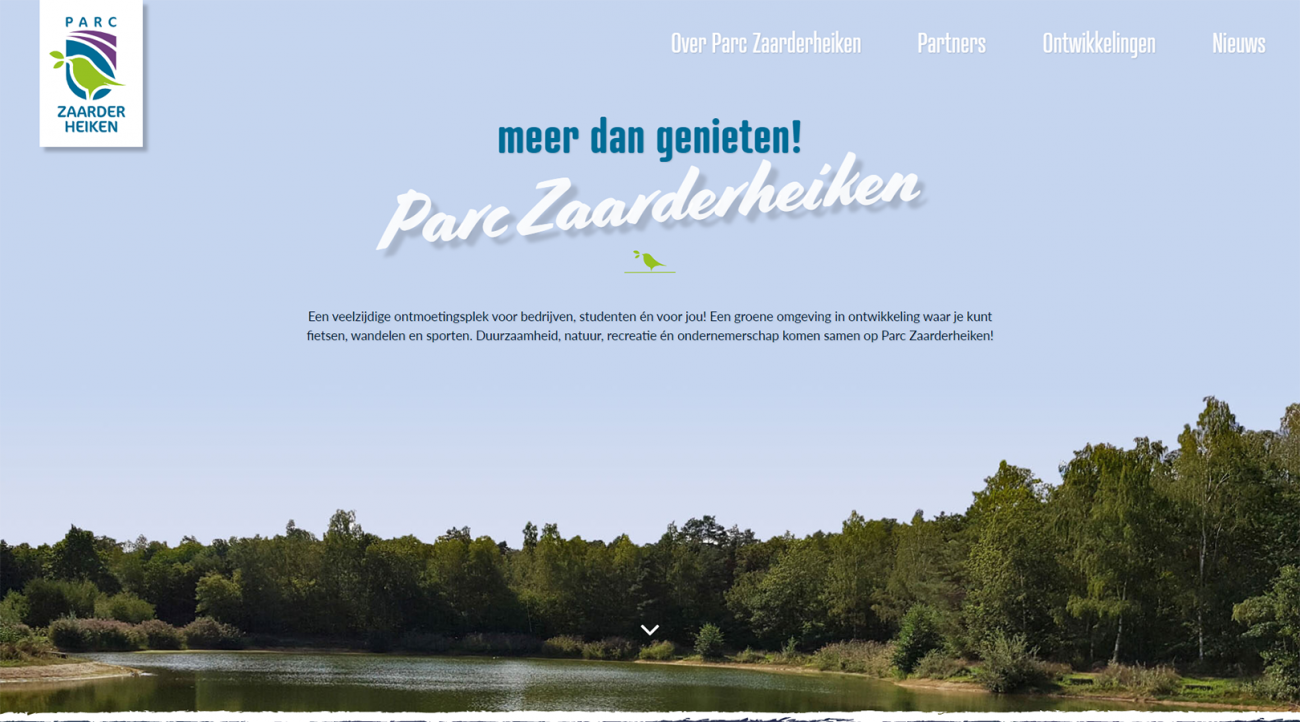 PARC
ZAARDER
HEIKEN
Over Parc Zaarderheiken
Partners
Ontwikkelingen
Nieuws
meer dan genieten!
Parc Zaarderheiken
Een veelzijdige ontmoetingsplek voor bedrijven, studenten én voor jou! Een groene omgeving in ontwikkeling waar je kunt
fietsen, wandelen en sporten. Duurzaamheid, natuur, recreatie én ondernemerschap komen samen op Parc Zaarderheiken!